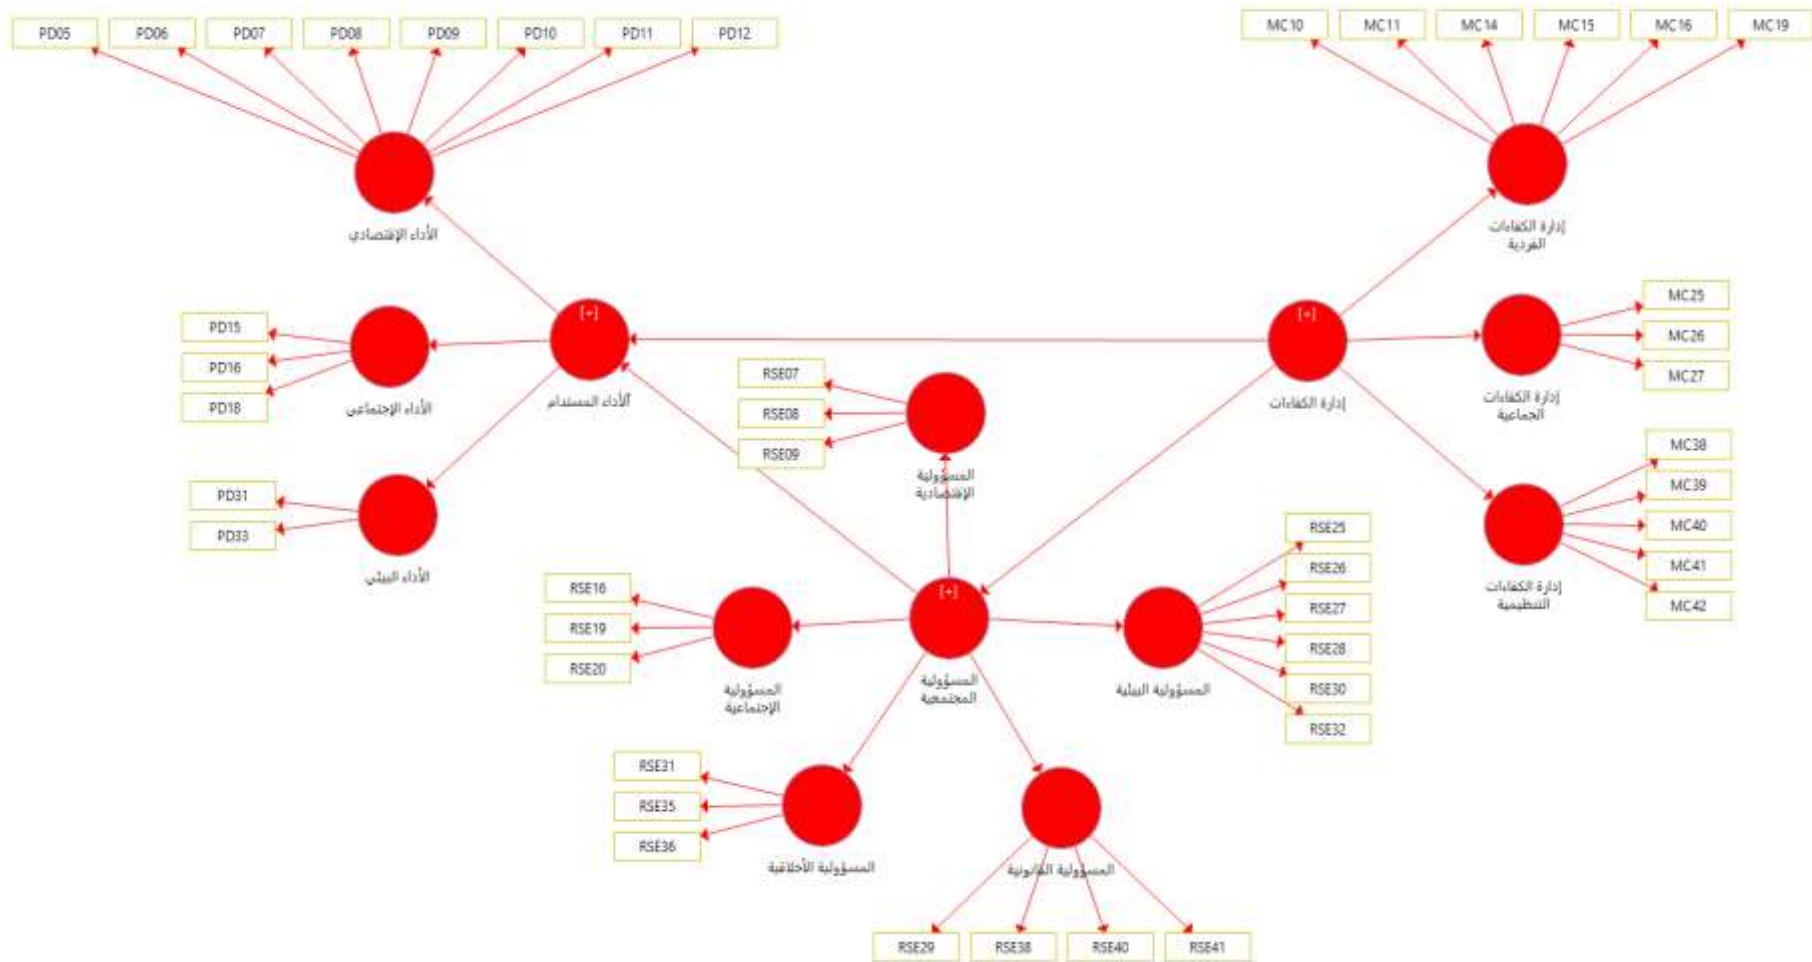 PD05
PD06
PD07
PD08
PD09
PD10
PD11
PD12
MC10
MC11
MC14
MC15
MC16
MC19
الأداء الإقتصادي
إدارة الكفاءات
الفردية
[+]
[+]
PD15
PD16
PD18
الأداء الإجتماعي
آلأداء المستدام
RSE07
RSE08
RSE09
المسؤولية
الإقتصادية
إدارة الكفاءات
MC25
MC26
MC27
إدارة الكفاءات
الجماعية
PD31
PD33
الأداء البيئي
MC38
MC39
MC40
MC41
MC42
إدارة الكفاءات
التنظيمية
RSE16
RSE19
RSE20
المسؤولية
الإجتماعية
[+]
المسؤولية
المجتمعية
المسؤولية البيئية
RSE25
RSE26
RSE27
RSE28
RSE30
RSE32
RSE31
RSE35
RSE36
المسؤولية الأخلاقية
المسؤولية القانونية
RSE29
RSE38
RSE40
RSE41